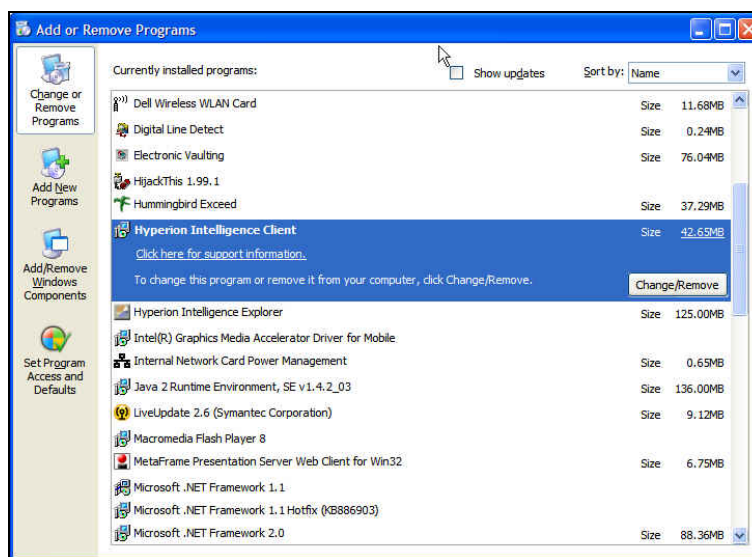 Add or Remove Programs
Change or
Remove
Programs
Add New
Programs
Add/Remove
Windows
Components
Set Program
Access and
Defaults
Currently installed programs:
Show updates
Sort by: Name
Dell Wireless WLAN Card Size 11.68MB
Digital Line Detect Size 0.24MB
Electronic Vaulting Size 76.04MB
HijackThis 1.99.1
Hummingbird Exceed Size 37.29MB
Hyperion Intelligence Client Size 42.65MB
Click here for support information.
To change this program or remove it from your computer, click Change/Remove. Change/Remove
Hyperion Intelligence Explorer Size 125.00MB
Intel(R) Graphics Media Accelerator Driver for Mobile
Internal Network Card Power Management Size 0.65MB
Java 2 Runtime Environment, SE v1.4.2_03 Size 136.00MB
LiveUpdate 2.6 (Symantec Corporation) Size 9.12MB
Macromedia Flash Player 8
MetaFrame Presentation Server Web Client for Win32 Size 6.75MB
Microsoft .NET Framework 1.1
Microsoft .NET Framework 1.1 Hotfix (KB886903)
Microsoft .NET Framework 2.0 Size 88.36MB